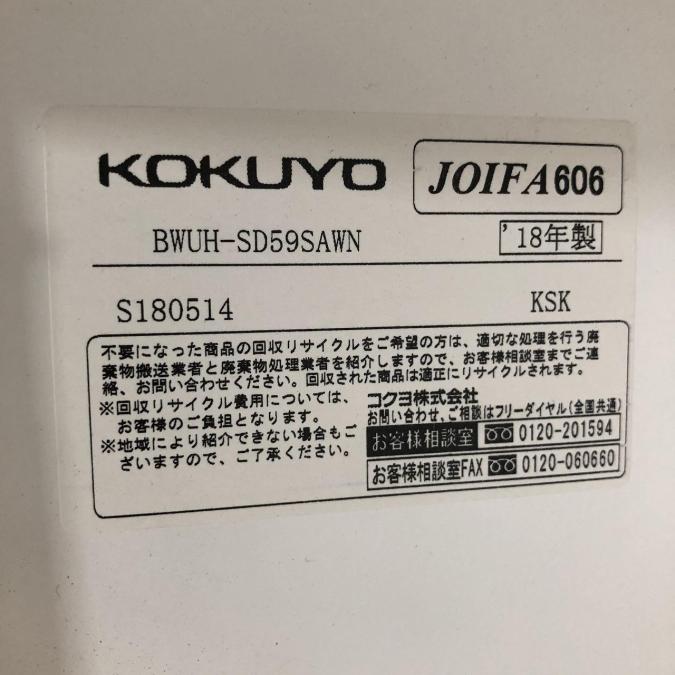 KOKUYO JOIFA606
BWUH-SD59SAWN '18年製
S180514 KSK
不要になった商品の回収リサイクルをご希望の方は、適切な処理を行う廃
棄物搬送業者と廃棄物処理業者を紹介しますので、お客様相談室までご連
絡、お問い合わせください。回収された商品は適正にリサイクルされます。
※回収リサイクル費用については、
お客様のご負担となります。
※地域により紹介できない場合もご
ざいますので、ご了承ください。
コクヨ株式会社
お問い合わせ、ご相談はフリーダイヤル(全国共通)
お客様相談室 0120-201594
お客様相談室FAX 0120-060660